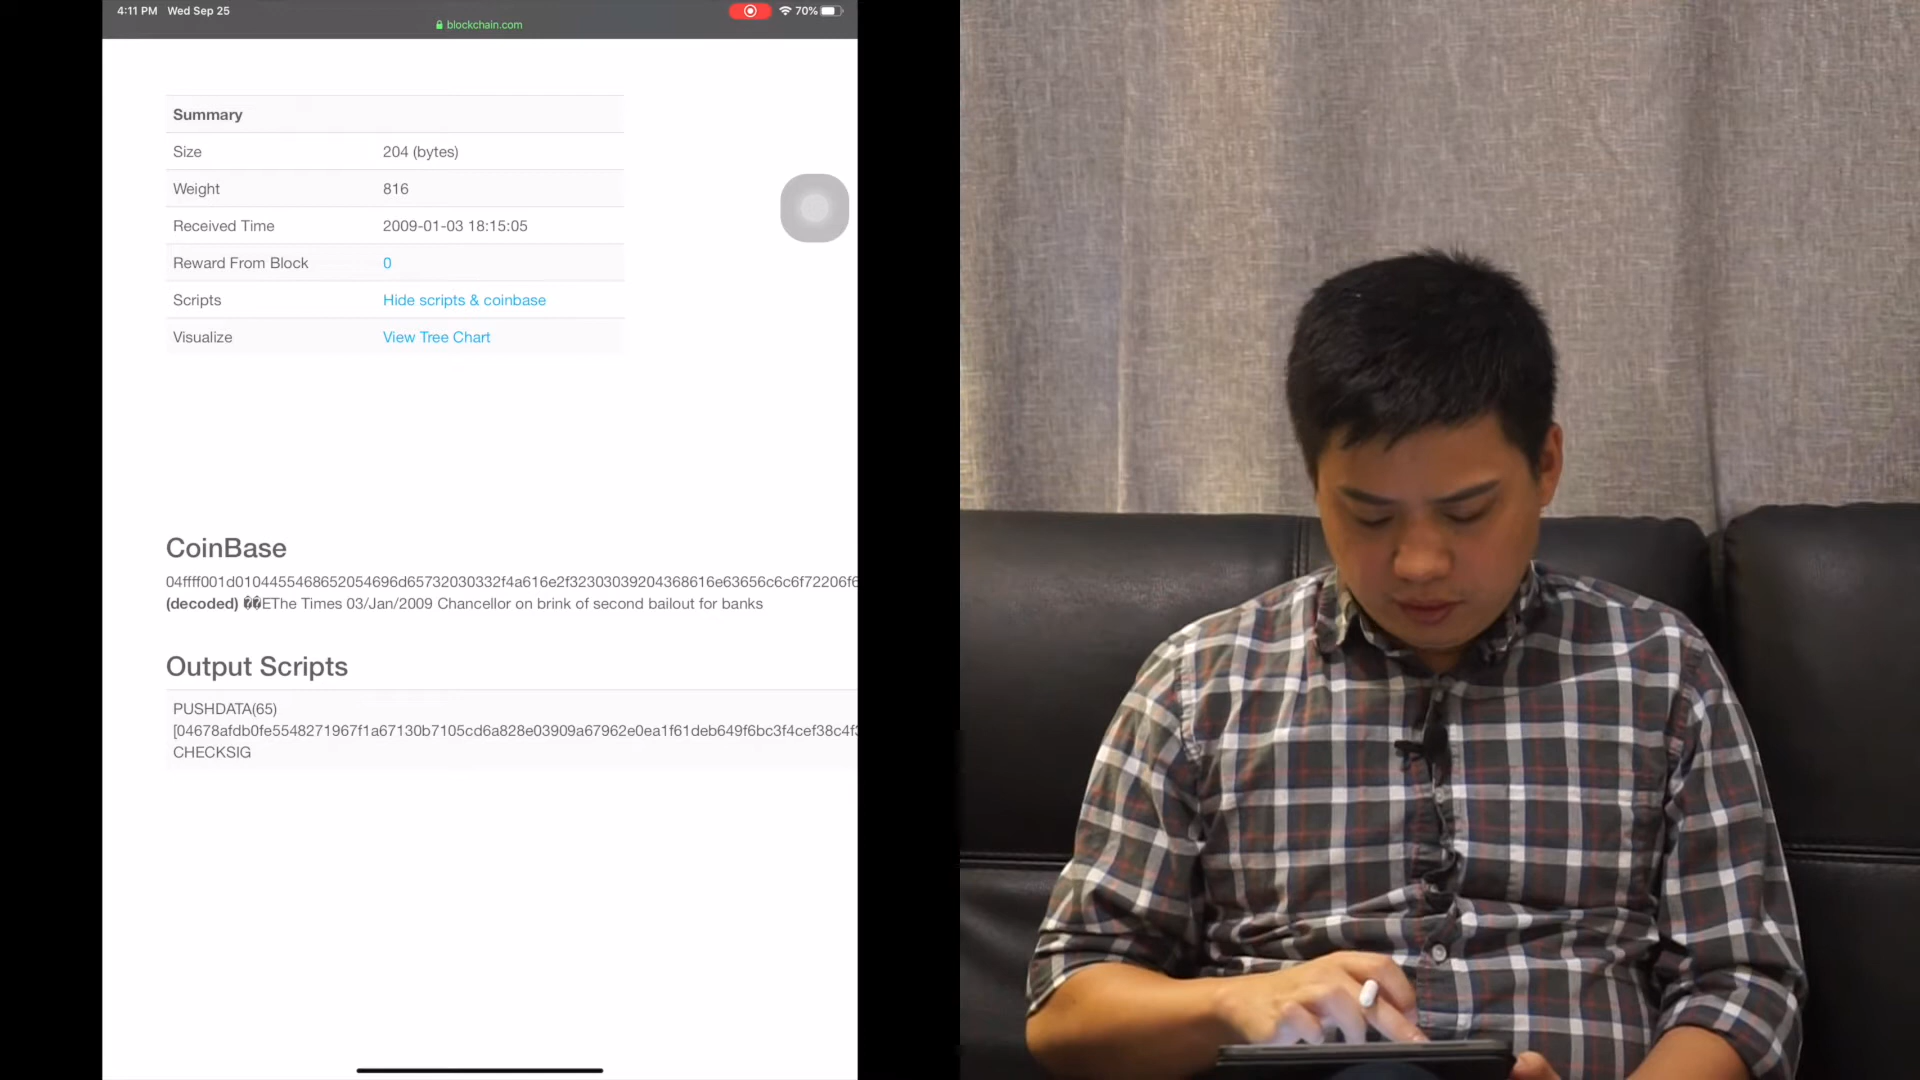 4:11 PM Wed Sep 25
70%
blockchain.com
Summary
Size 204 (bytes)
Weight 816
Received Time 2009-01-03 18:15:05
Reward From Block 0
Scripts Hide scripts & coinbase
Visualize View Tree Chart
CoinBase
04ffff001d0104455468652054696d65732030332f4a616e2f32303039204368616e63656c6c6f72206f6
(decoded) ��EThe Times 03/Jan/2009 Chancellor on brink of second bailout for banks
Output Scripts
PUSHDATA(65)
[04678afdb0fe5548271967f1a67130b7105cd6a828e03909a67962e0ea1f61deb649f6bc3f4cef38c4f3
CHECKSIG